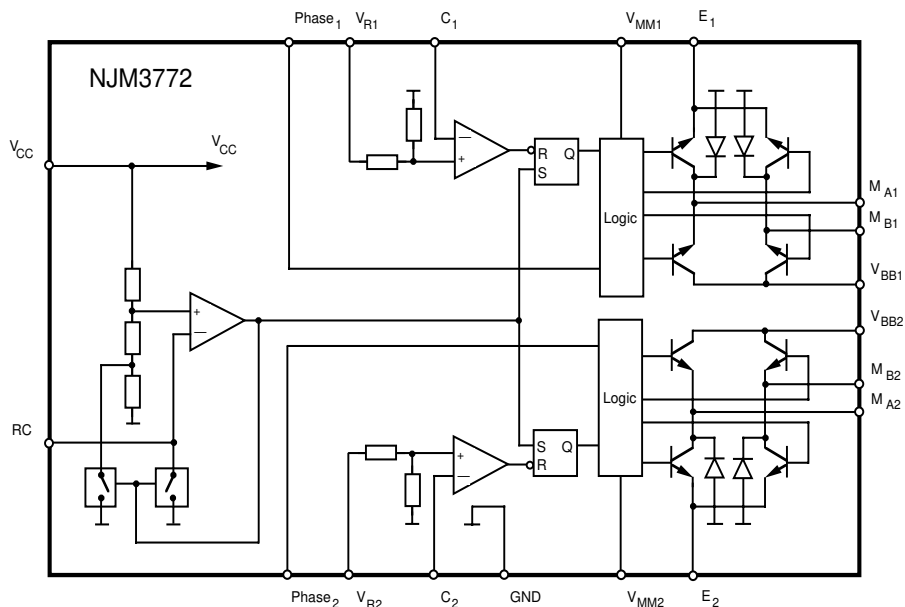 Phase1 VR1 C1 VMM1 E1
NJM3772
VCC VCC
+
−
R Q
S
Logic
MA1
MB1
VBB1
+
−
VBB2
Logic
MB2
MA2
RC
S Q
R
+
−
Phase2 VR2 C2 GND VMM2 E2